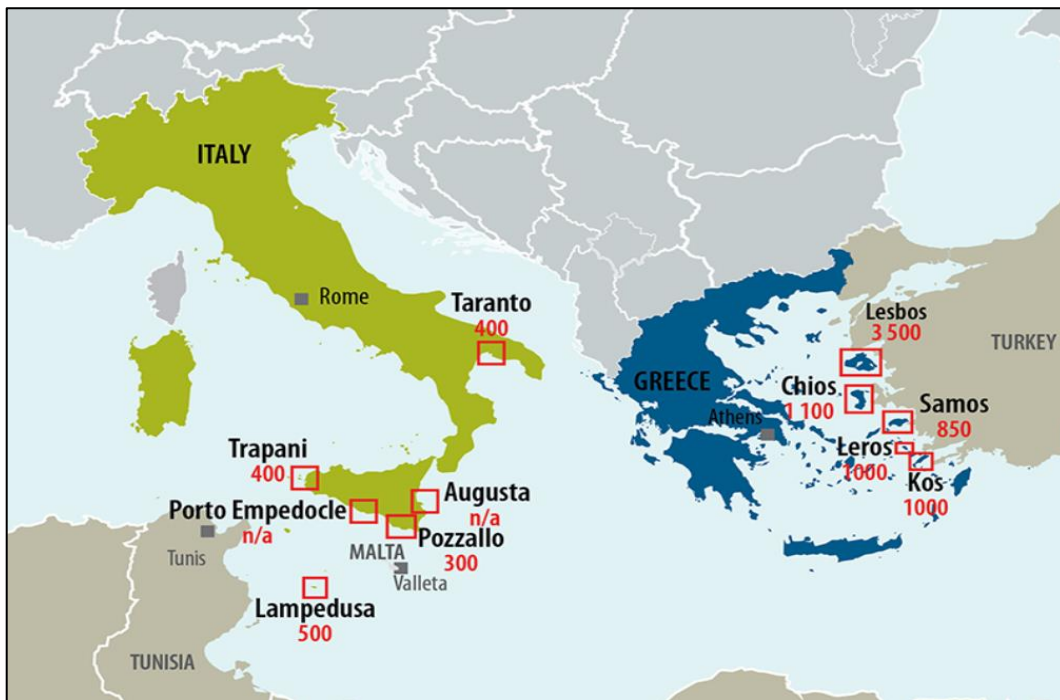 ITALY
Rome
Taranto
400
Lesbos
3 500
TURKEY
GREECE
Chios
1 100
Athens
Samos
850
Leros
1000
Kos
1000
Trapani
400
Porto Empedocle
n/a
Augusta
n/a
Pozzallo
300
Tunis
MALTA
Valleta
Lampedusa
500
TUNISIA